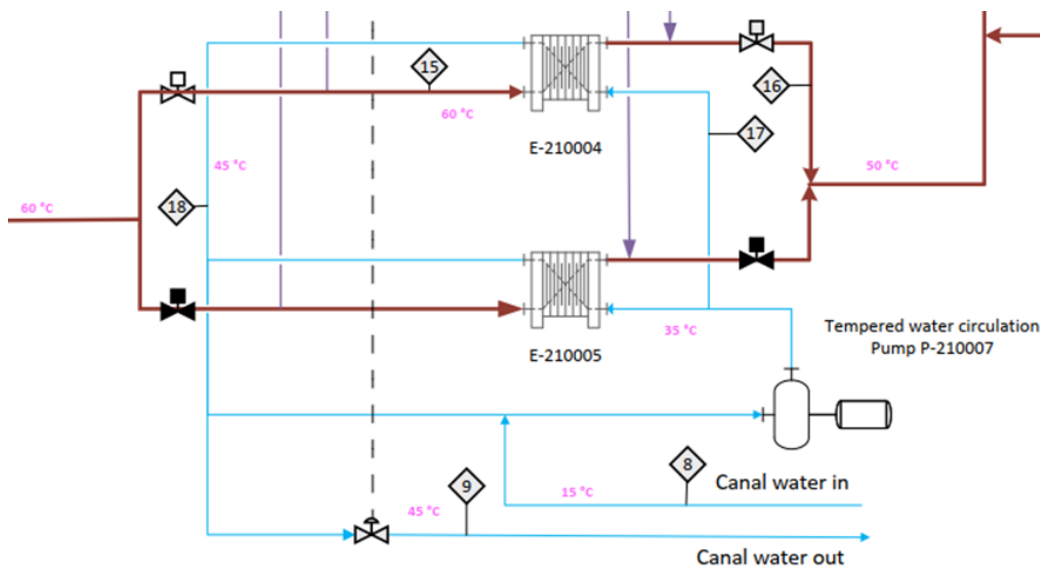 15
16
60 °C
17
E-210004
45 °C
50 °C
18
60 °C
35 °C
Tempered water circulation
Pump P-210007
E-210005
8
9
Canal water in
15 °C
45 °C
Canal water out